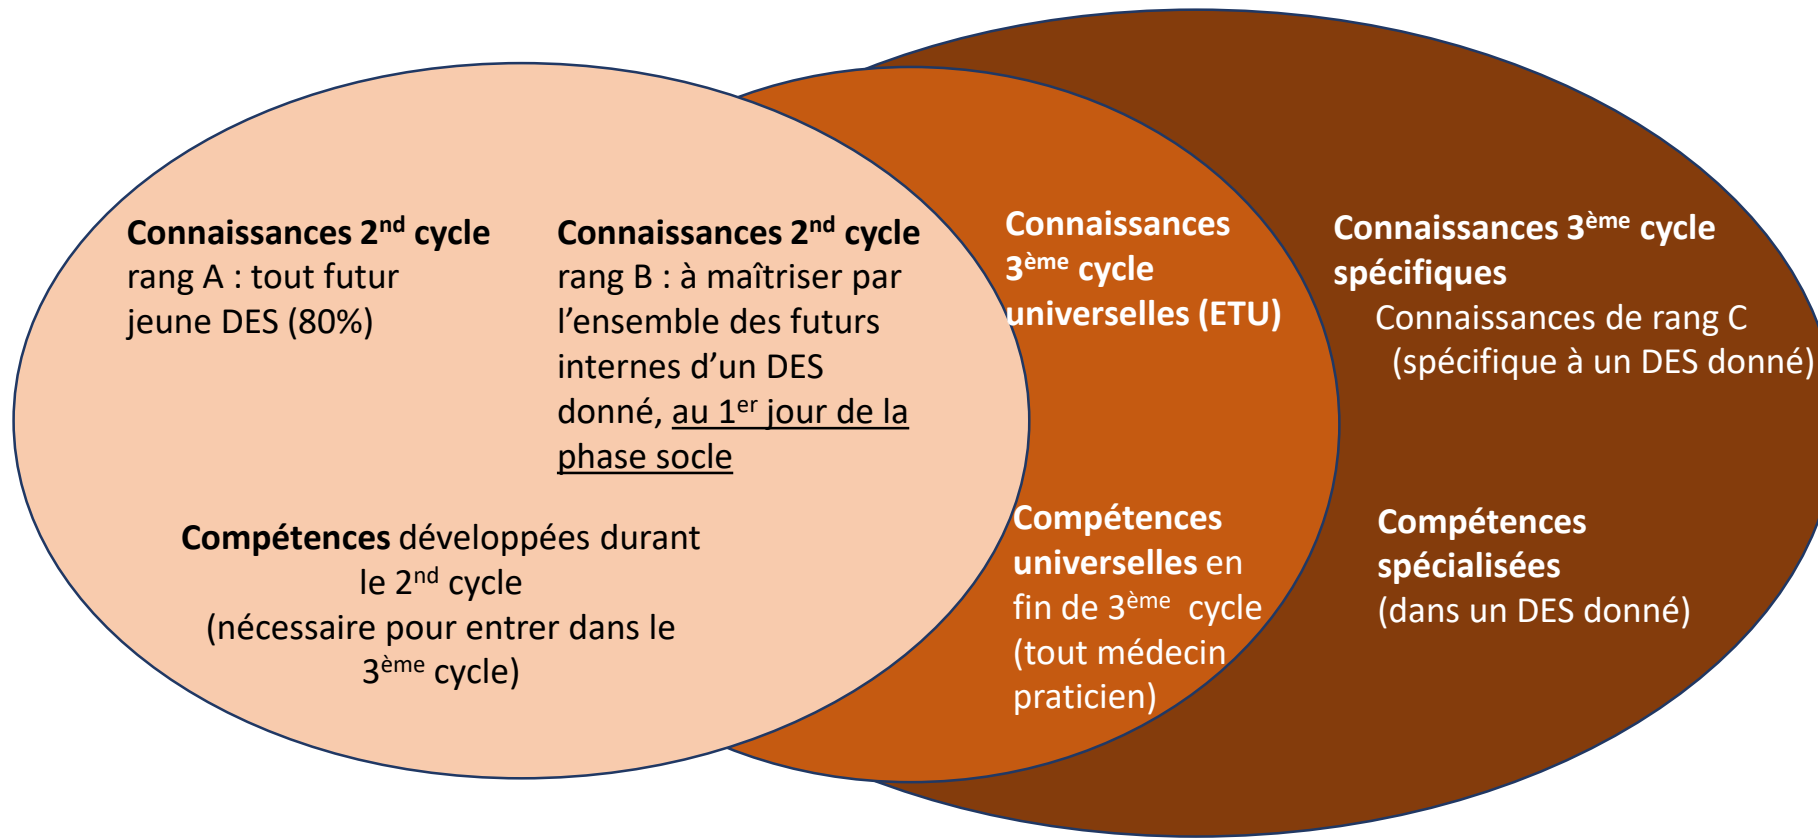 Connaissances 2nd cycle
rang A : tout futur
jeune DES (80%)
Connaissances 2nd cycle
rang B : à maîtriser par
l’ensemble des futurs
internes d’un DES
donné, au 1er jour de la
phase socle
Compétences développées durant
le 2nd cycle
(nécessaire pour entrer dans le
3ème cycle)
Connaissances
3ème cycle
universelles (ETU)
Compétences
universelles en
fin de 3ème cycle
(tout médecin
praticien)
Connaissances 3ème cycle
spécifiques
Connaissances de rang C
(spécifique à un DES donné)
Compétences
spécialisées
(dans un DES donné)